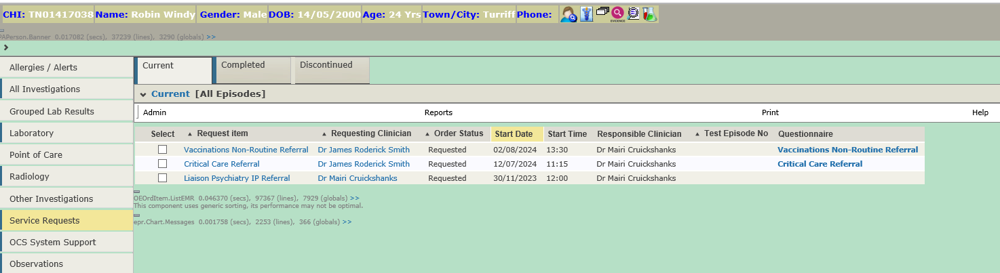 CHI: TN01417038 Name: Robin Windy Gender: Male DOB: 14/05/2000 Age: 24 Yrs Town/City: Turriff Phone:
EVIDENCE
PAPerson.Banner 0.017082 (secs), 37239 (lines), 3290 (globals) >>
Allergies / Alerts
All Investigations
Grouped Lab Results
Laboratory
Point of Care
Radiology
Other Investigations
Service Requests
OCS System Support
Observations
Current Completed Discontinued
Current [All Episodes]
Admin Reports Print Help
Select Request item Requesting Clinician Order Status Start Date Start Time Responsible Clinician Test Episode No Questionnaire
Vaccinations Non-Routine Referral Dr James Roderick Smith Requested 02/08/2024 13:30 Dr Mairi Cruickshanks Vaccinations Non-Routine Referral
Critical Care Referral Dr James Roderick Smith Requested 12/07/2024 11:15 Dr Mairi Cruickshanks Critical Care Referral
Liaison Psychiatry IP Referral Dr Mairi Cruickshanks Requested 30/11/2023 12:00 Dr Mairi Cruickshanks
OEOrdItem.ListEMR 0.046370 (secs), 97367 (lines), 7929 (globals) >>
This component uses generic sorting, its performance may not be optimal.
epr.Chart.Messages 0.001758 (secs), 2253 (lines), 366 (globals) >>